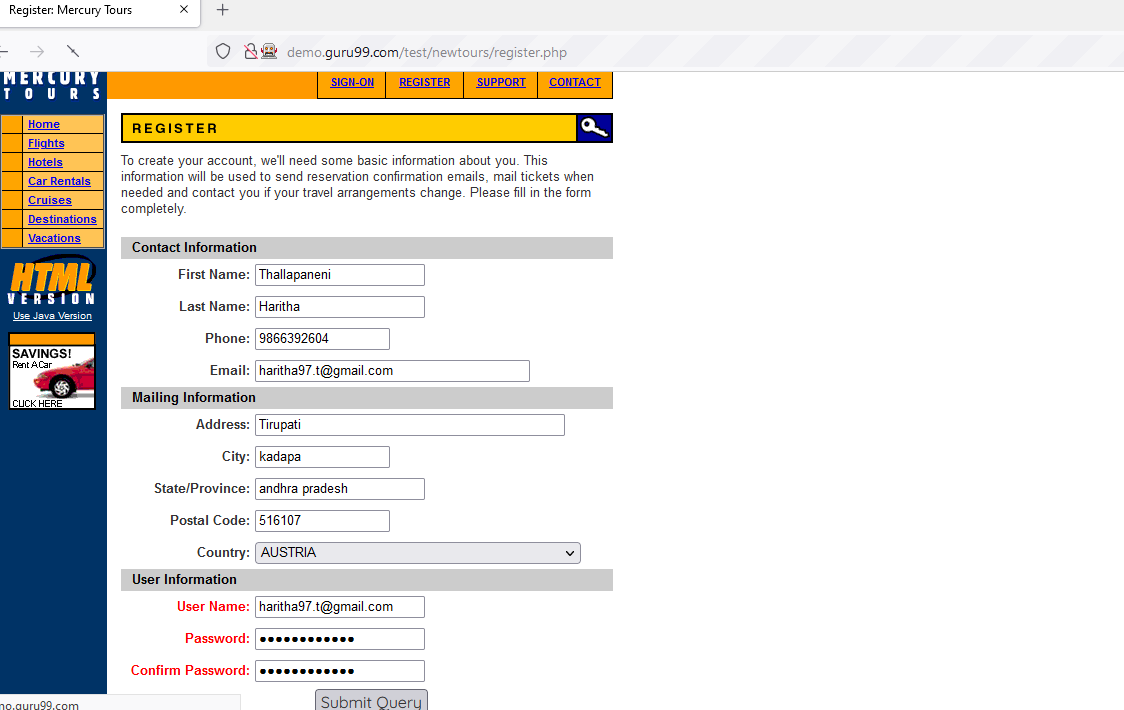 Register: Mercury Tours
demo.guru99.com/test/newtours/register.php
MERCURY
TOURS
SIGN-ON REGISTER SUPPORT CONTACT
Home
Flights
Hotels
Car Rentals
Cruises
Destinations
Vacations
HTML
VERSION
Use Java Version
SAVINGS!
Rent A Car
CLICK HERE
REGISTER
To create your account, we'll need some basic information about you. This
information will be used to send reservation confirmation emails, mail tickets when
needed and contact you if your travel arrangements change. Please fill in the form
completely.
Contact Information
First Name: Thallapaneni
Last Name: Haritha
Phone: 9866392604
Email: haritha97.t@gmail.com
Mailing Information
Address: Tirupati
City: kadapa
State/Province: andhra pradesh
Postal Code: 516107
Country: AUSTRIA
User Information
User Name: haritha97.t@gmail.com
Password: ●●●●●●●●●●●●
Confirm Password: ●●●●●●●●●●●●
Submit Query
mo.guru99.com